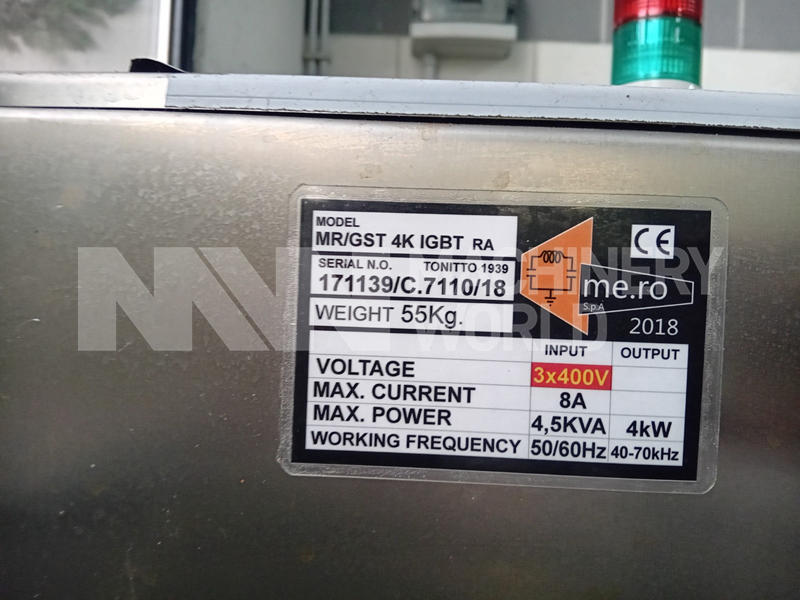 MODEL
MR/GST 4K IGBT RA
SERIAL N.O. TONITTO 1939
171139/C.7110/18
WEIGHT 55Kg.
CE
me.ro
S.p.A
2018
INPUT OUTPUT
VOLTAGE 3x400V
MAX. CURRENT 8A
MAX. POWER 4,5KVA 4kW
WORKING FREQUENCY 50/60Hz 40-70kHz
MW MACHINERY
WORLD